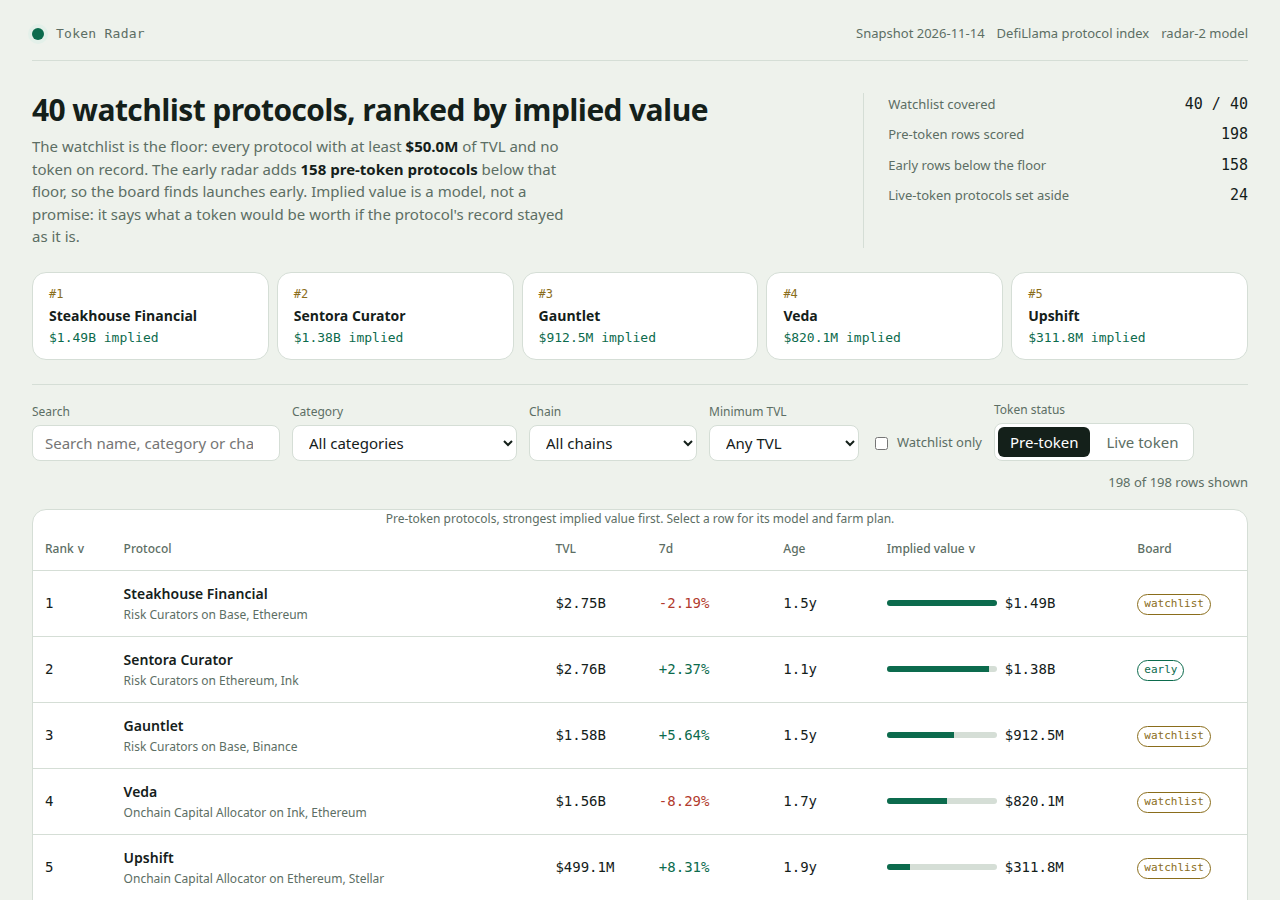 Token Radar
Snapshot 2026-11-14 DefiLlama protocol index radar-2 model
40 watchlist protocols, ranked by implied value
The watchlist is the floor: every protocol with at least $50.0M of TVL and no
token on record. The early radar adds 158 pre-token protocols below that
floor, so the board finds launches early. Implied value is a model, not a
promise: it says what a token would be worth if the protocol's record stayed
as it is.
Watchlist covered 40 / 40
Pre-token rows scored 198
Early rows below the floor 158
Live-token protocols set aside 24
#1
Steakhouse Financial
$1.49B implied
#2
Sentora Curator
$1.38B implied
#3
Gauntlet
$912.5M implied
#4
Veda
$820.1M implied
#5
Upshift
$311.8M implied
Search
Search name, category or cha
Category
All categories
Chain
All chains
Minimum TVL
Any TVL
Watchlist only
Token status
Pre-token Live token
198 of 198 rows shown
Pre-token protocols, strongest implied value first. Select a row for its model and farm plan.
Rank v Protocol TVL 7d Age Implied value v Board
1 Steakhouse Financial $2.75B -2.19% 1.5y $1.49B watchlist
Risk Curators on Base, Ethereum
2 Sentora Curator $2.76B +2.37% 1.1y $1.38B early
Risk Curators on Ethereum, Ink
3 Gauntlet $1.58B +5.64% 1.5y $912.5M watchlist
Risk Curators on Base, Binance
4 Veda $1.56B -8.29% 1.7y $820.1M watchlist
Onchain Capital Allocator on Ink, Ethereum
5 Upshift $499.1M +8.31% 1.9y $311.8M watchlist
Onchain Capital Allocator on Ethereum, Stellar